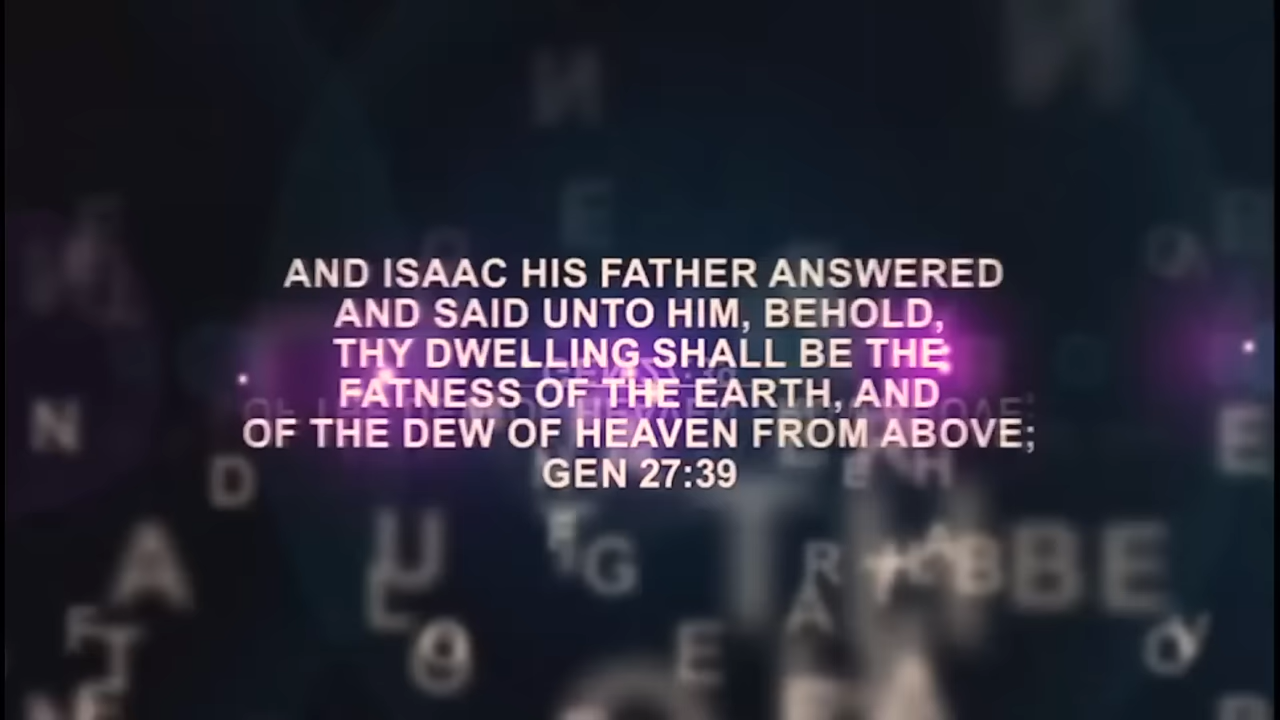 AND ISAAC HIS FATHER ANSWERED
AND SAID UNTO HIM, BEHOLD,
THY DWELLING SHALL BE THE
FATNESS OF THE EARTH, AND
OF THE DEW OF HEAVEN FROM ABOVE;
GEN 27:39